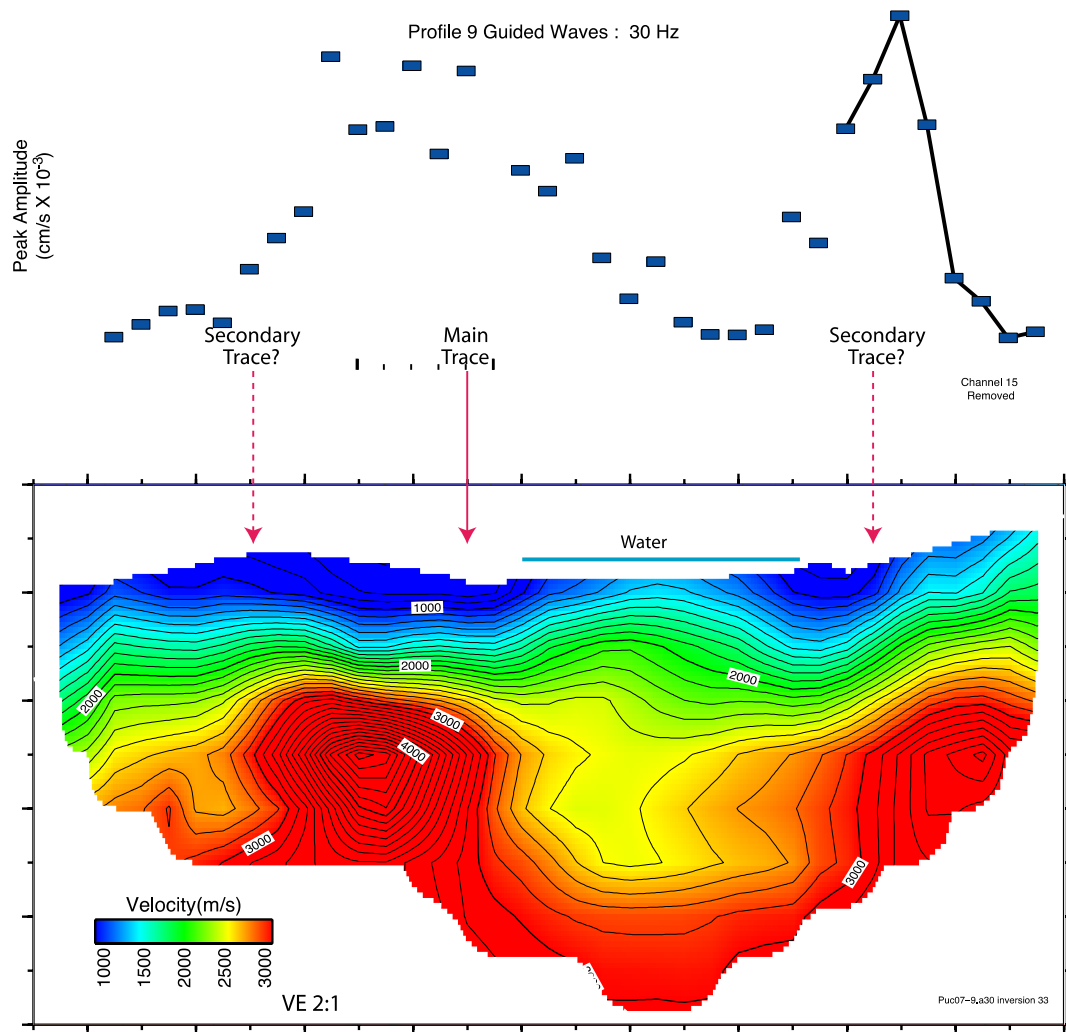 Profile 9 Guided Waves : 30 Hz
Peak Amplitude
(cm/s X 10⁻³)
Secondary
Trace?
Main
Trace
Secondary
Trace?
Channel 15
Removed
Water
1000
2000
2000
2000
3000
4000
3000
3000
Velocity(m/s)
1000
1500
2000
2500
3000
VE 2:1
Puc07-9.a30 inversion 33